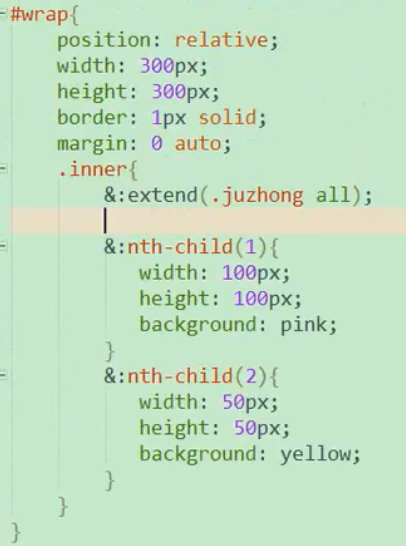 #wrap{
    position: relative;
    width: 300px;
    height: 300px;
    border: 1px solid;
    margin: 0 auto;
    .inner{
        &:extend(.juzhong all);

        &:nth-child(1){
            width: 100px;
            height: 100px;
            background: pink;
        }
        &:nth-child(2){
            width: 50px;
            height: 50px;
            background: yellow;
        }
    }
}